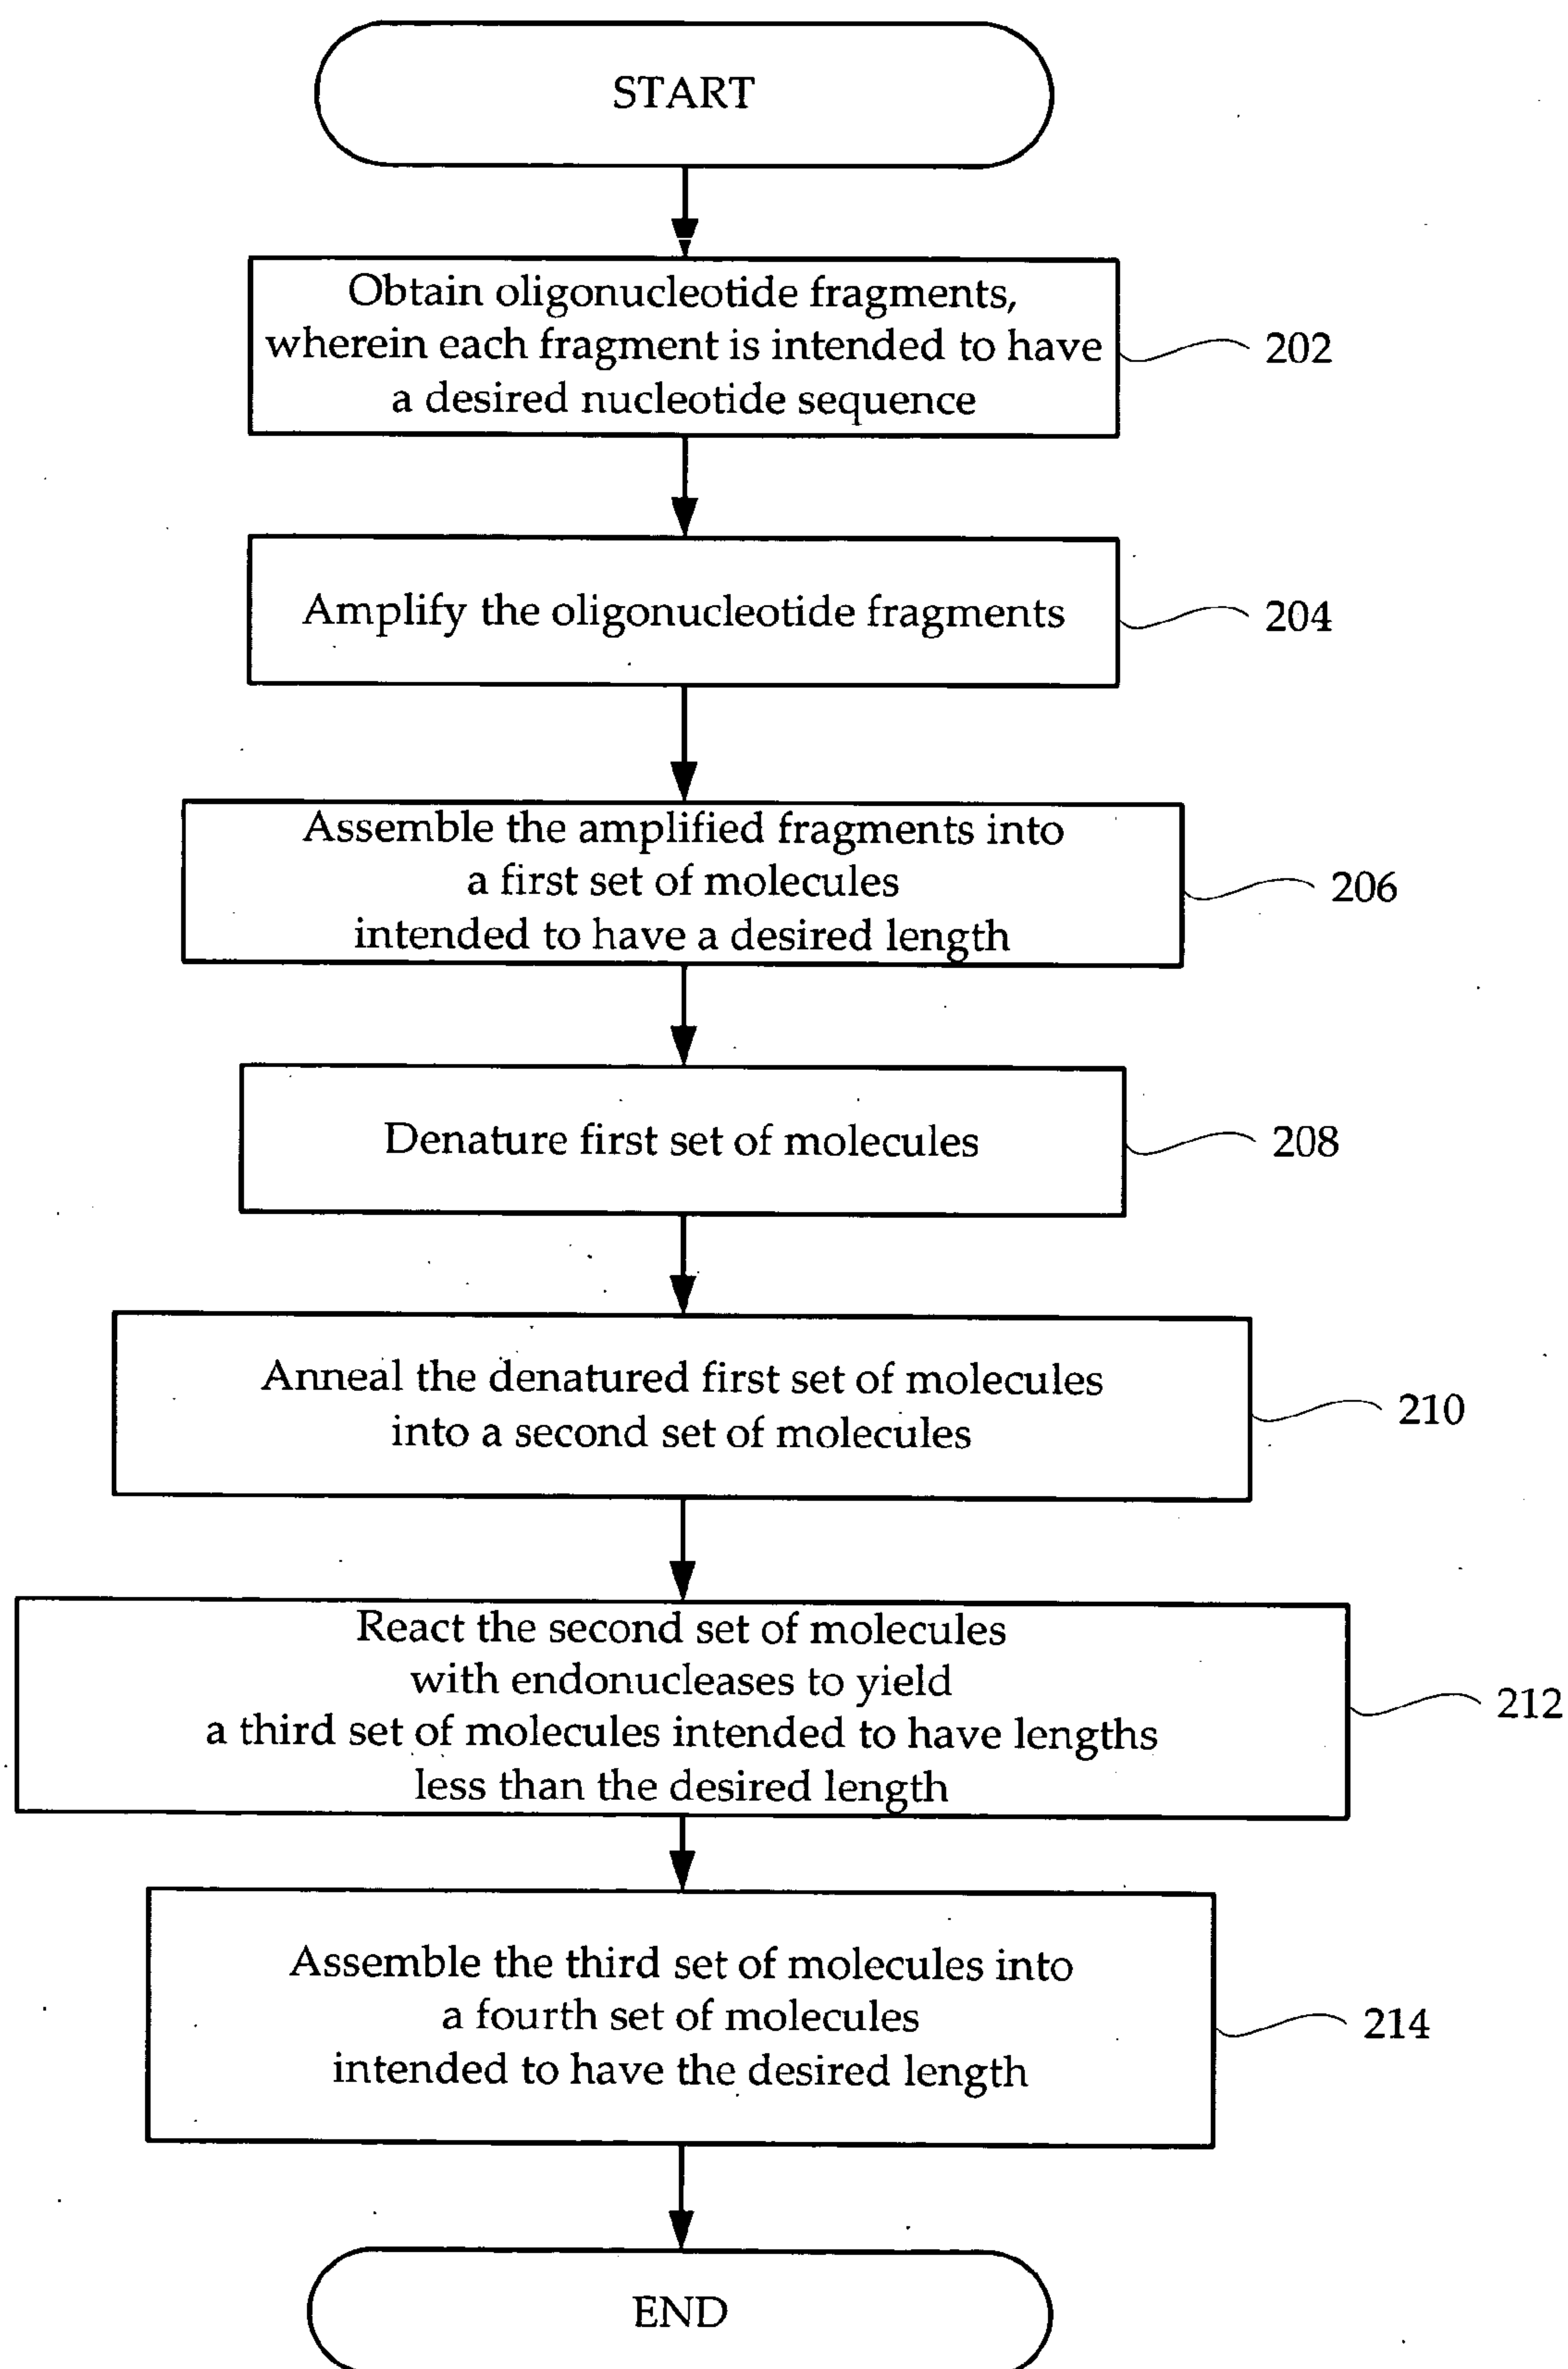 START
Obtain oligonucleotide fragments,
wherein each fragment is intended to have
a desired nucleotide sequence
202
Amplify the oligonucleotide fragments
204
Assemble the amplified fragments into
a first set of molecules
intended to have a desired length
206
Denature first set of molecules
208
Anneal the denatured first set of molecules
into a second set of molecules
210
React the second set of molecules
with endonucleases to yield
a third set of molecules intended to have lengths
less than the desired length
212
Assemble the third set of molecules into
a fourth set of molecules
intended to have the desired length
214
END